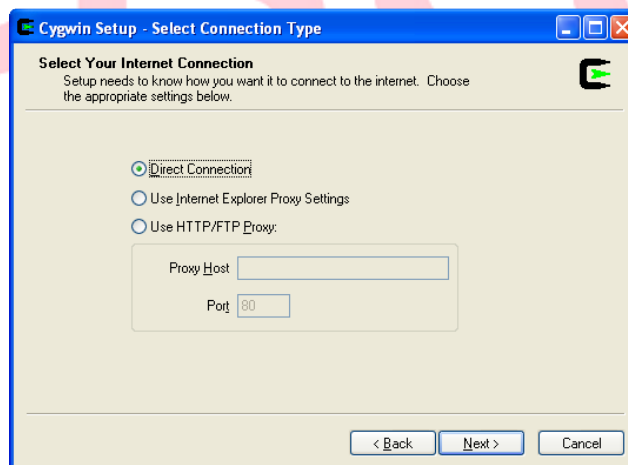 Cygwin Setup - Select Connection Type
Select Your Internet Connection
Setup needs to know how you want it to connect to the internet. Choose
the appropriate settings below.
Direct Connection
Use Internet Explorer Proxy Settings
Use HTTP/FTP Proxy:
Proxy Host
Port 80
< Back Next > Cancel